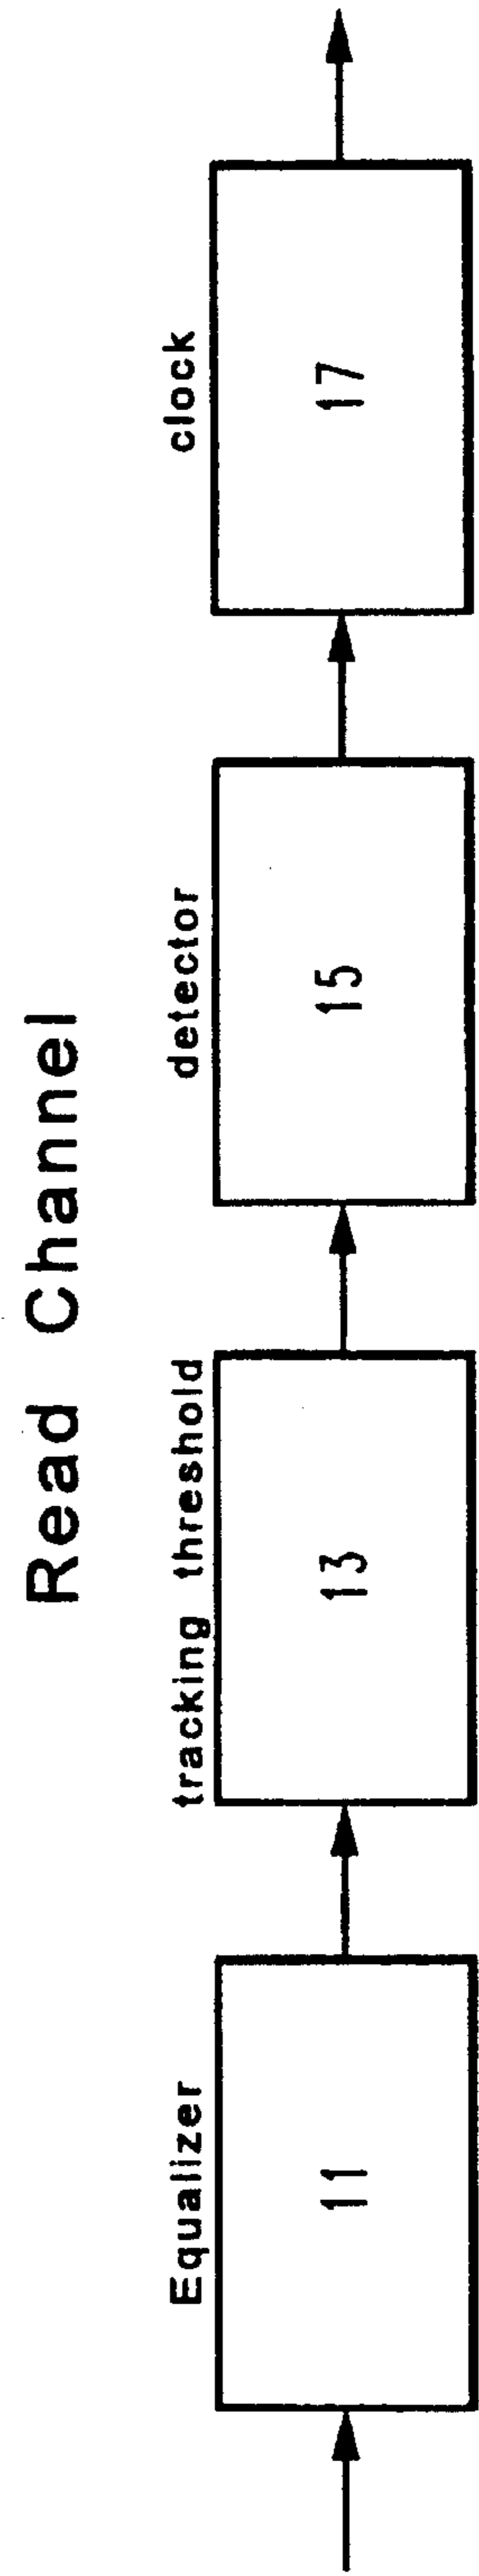 Read Channel
Equalizer
11
tracking threshold
13
detector
15
clock
17